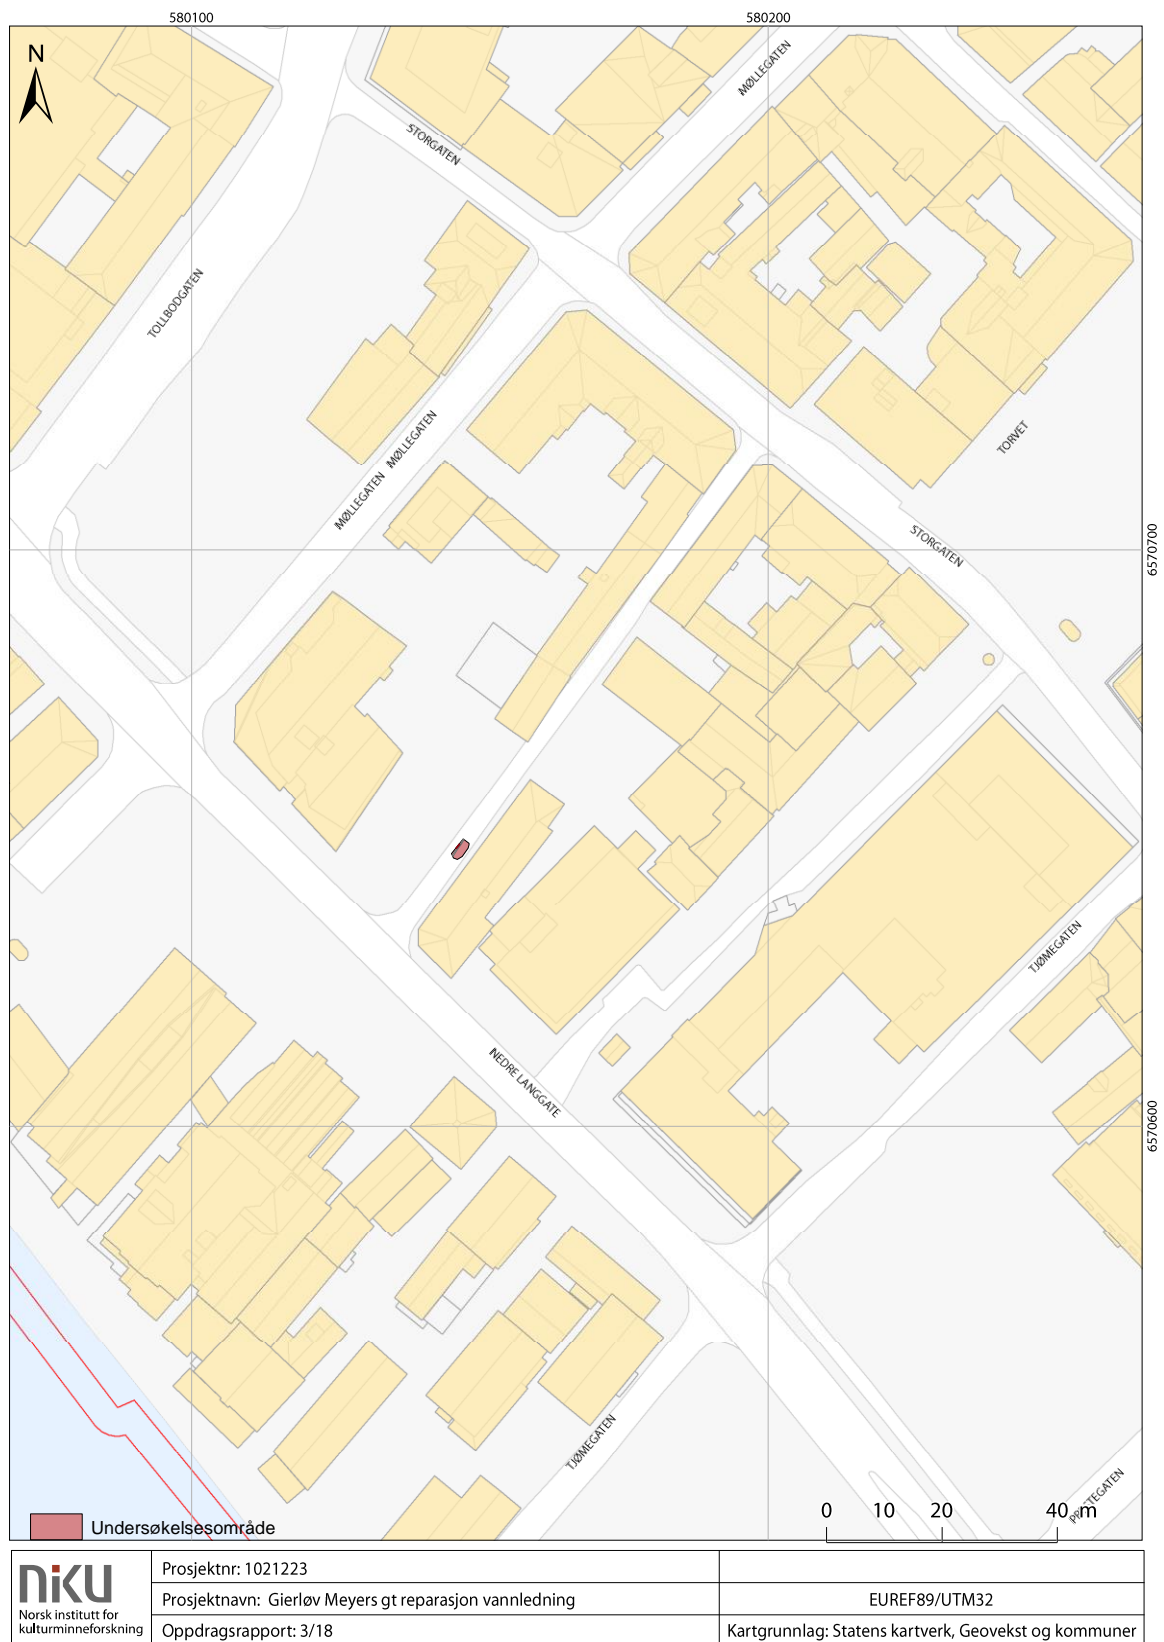 580100
580200
N
MØLLEGATEN
STORGATEN
TOLLBODGATEN
MØLLEGATEN
MØLLEGATEN
TORVET
STORGATEN
6570700
TJØMEGATEN
NEDRE LANGGATE
6570600
TJØMEGATEN
0 10 20 40 m
Undersøkelsesområde
niku
Norsk institutt for
kulturminneforskning
Prosjektnr: 1021223
Prosjektnavn: Gierløv Meyers gt reparasjon vannledning
EUREF89/UTM32
Oppdragsrapport: 3/18
Kartgrunnlag: Statens kartverk, Geovekst og kommuner